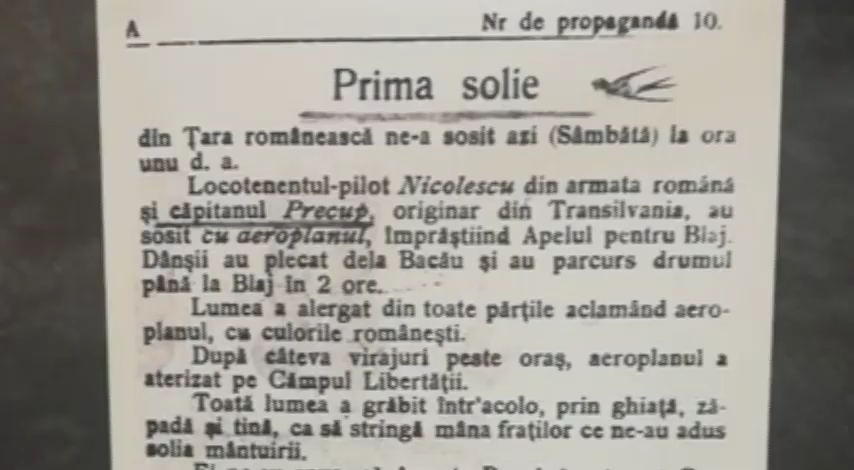 A
Nr de propagandă 10.
Prima solie
din Ţara românească ne-a sosit azi (Sâmbătă) la ora
unu d. a.
Locotenentul-pilot Nicolescu din armata română
şi căpitanul Precup, originar din Transilvania, au
sosit cu aeroplanul, împrăştiind Apelul pentru Blaj.
Dânşii au plecat dela Bacău şi au parcurs drumul
până la Blaj în 2 ore.
Lumea a alergat din toate părţile aclamând aero-
planul, cu culorile româneşti.
După câteva virajuri peste oraş, aeroplanul a
aterizat pe Câmpul Libertăţii.
Toată lumea a grăbit într'acolo, prin ghiaţă, ză-
padă şi tină, ca să stringă mâna fraţilor ce ne-au adus
solia mântuirii.